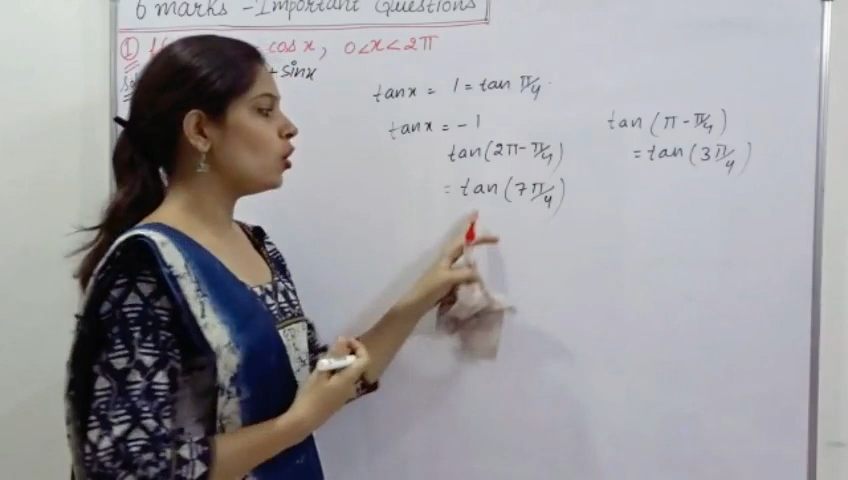 6 marks - Important Questions
I cos x, 0<x<2π
+ sinx
tanx = 1 = tan π/4.
tanx = -1
tan(2π-π/4)
= tan(7π/4)
tan(π-π/4)
= tan(3π/4)